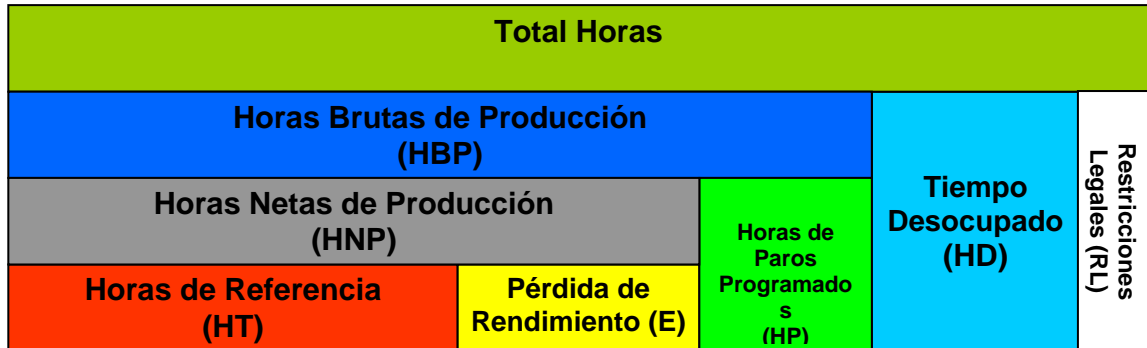 Total Horas
Horas Brutas de Producción
(HBP)
Tiempo
Desocupado
(HD)
Restricciones
Legales (RL)
Horas Netas de Producción
(HNP)
Horas de
Paros
Programado
s
(HP)
Horas de Referencia
(HT)
Pérdida de
Rendimiento (E)